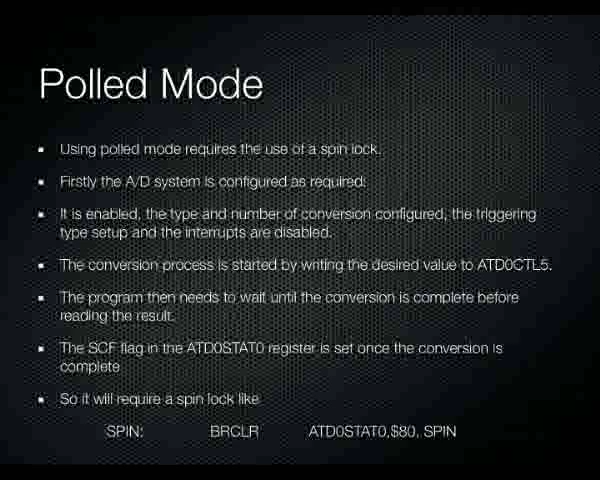 Polled Mode
Using polled mode requires the use of a spin lock.
Firstly the A/D system is configured as required:
It is enabled, the type and number of conversion configured, the triggering
type setup and the interrupts are disabled.
The conversion process is started by writing the desired value to ATD0CTL5.
The program then needs to wait until the conversion is complete before
reading the result.
The SCF flag in the ATD0STAT0 register is set once the conversion is
complete
So it will require a spin lock like
SPIN: BRCLR ATD0STAT0,$80, SPIN